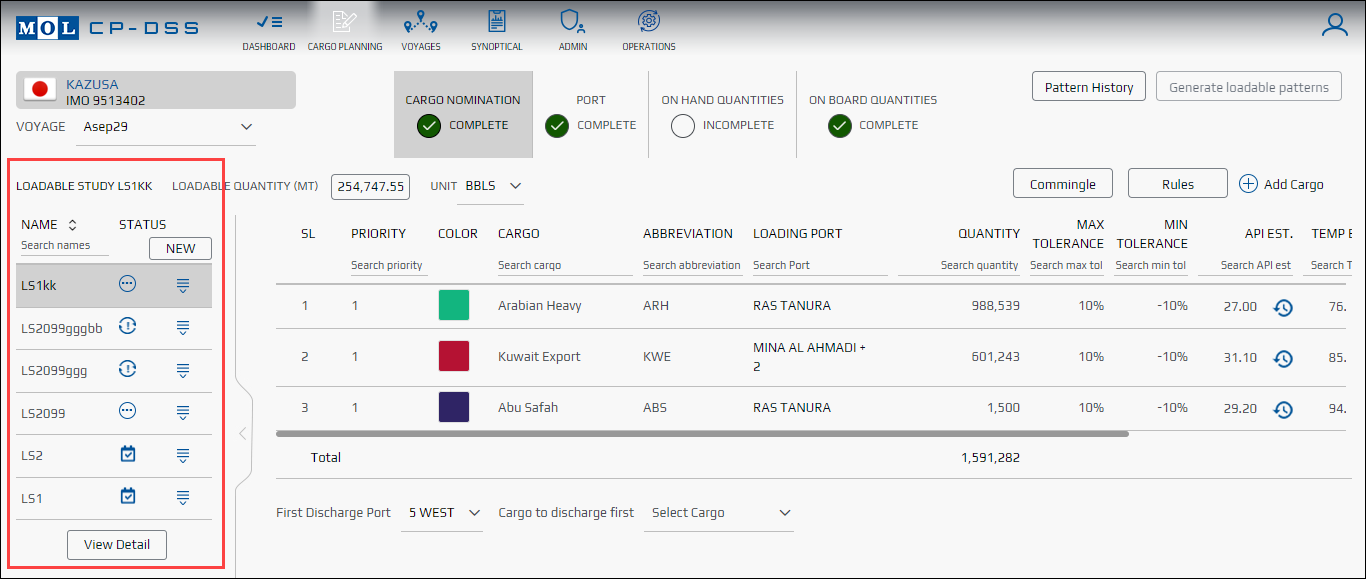 MOL CP-DSS
DASHBOARD CARGO PLANNING VOYAGES SYNOPTICAL ADMIN OPERATIONS
KAZUSA
IMO 9513402
VOYAGE Asep29
CARGO NOMINATION PORT ON HAND QUANTITIES ON BOARD QUANTITIES
COMPLETE COMPLETE INCOMPLETE COMPLETE
Pattern History Generate loadable patterns
LOADABLE STUDY LS1KK LOADABLE QUANTITY (MT) 254,747.55 UNIT BBLS Commingle Rules Add Cargo
NAME STATUS
Search names NEW
LS1kk
LS2099gggbb
LS2099ggg
LS2099
LS2
LS1
View Detail
SL PRIORITY COLOR CARGO ABBREVIATION LOADING PORT QUANTITY MAX TOLERANCE MIN TOLERANCE API EST. TEMP E
Search priority Search cargo Search abbreviation Search Port Search quantity Search max tol Search min tol Search API est Search T
1 1 Arabian Heavy ARH RAS TANURA 988,539 10% -10% 27.00 76.
2 1 Kuwait Export KWE MINA AL AHMADI + 2 601,243 10% -10% 31.10 85.
3 1 Abu Safah ABS RAS TANURA 1,500 10% -10% 29.20 94.
Total 1,591,282
First Discharge Port 5 WEST Cargo to discharge first Select Cargo